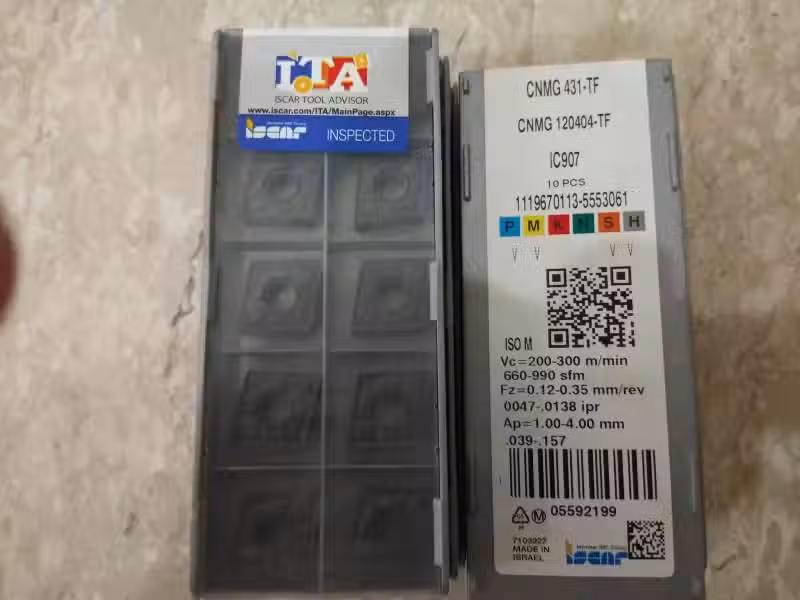 ITA
ISCAR TOOL ADVISOR
www.iscar.com/ITA/MainPage.aspx
iscar
INSPECTED
CNMG 431-TF
CNMG 120404-TF
IC907
10 PCS
1119670113-5553061
P M K N S H
ISO M
Vc=200-300 m/min
660-990 sfm
Fz=0.12-0.35 mm/rev
0047-.0138 ipr
Ap=1.00-4.00 mm
.039-.157
05592199
M
7103922
MADE IN
ISRAEL
iscar